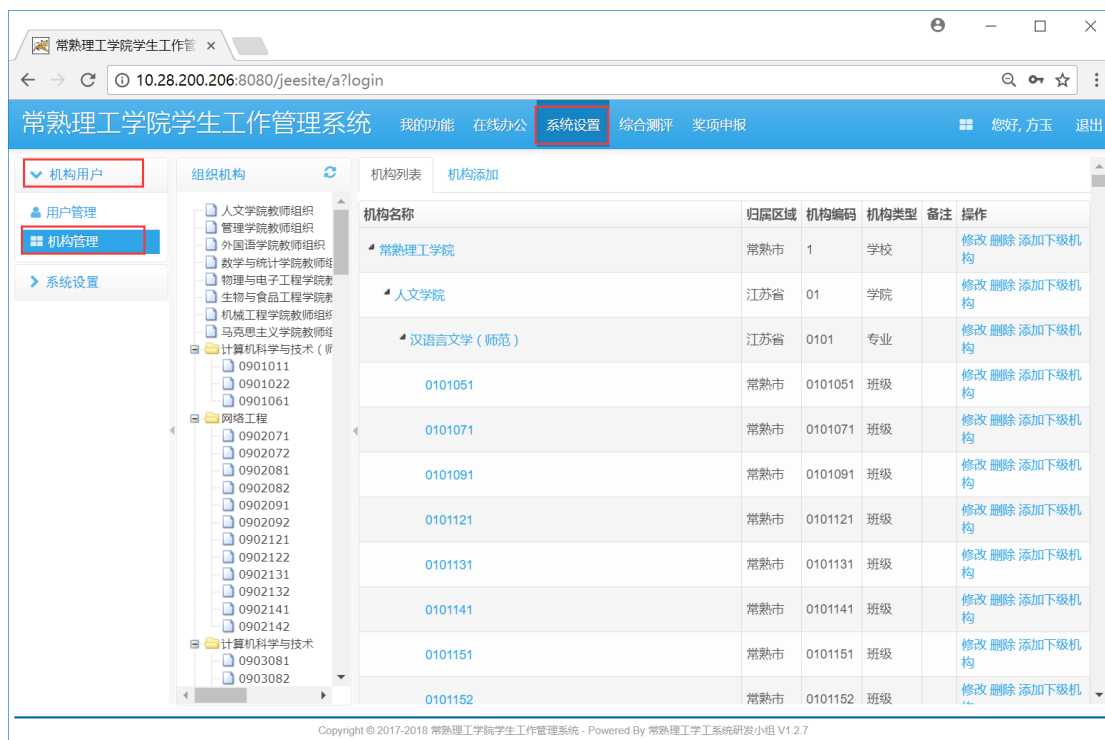 常熟理工学院学生工作管
10.28.200.206:8080/jeesite/a?login
常熟理工学院学生工作管理系统 我的功能 在线办公 系统设置 综合测评 奖项申报 您好, 方玉 退出
机构用户
用户管理
机构管理
系统设置
组织机构
人文学院教师组织
管理学院教师组织
外国语学院教师组织
数学与统计学院教师组
物理与电子工程学院教
生物与食品工程学院教
机械工程学院教师组织
马克思主义学院教师组
计算机科学与技术 ( 师
0901011
0901022
0901061
网络工程
0902071
0902072
0902081
0902082
0902091
0902092
0902121
0902122
0902131
0902132
0902141
0902142
计算机科学与技术
0903081
0903082
机构列表 机构添加
机构名称 归属区域 机构编码 机构类型 备注 操作
常熟理工学院 常熟市 1 学校 修改 删除 添加下级机
构
人文学院 江苏省 01 学院 修改 删除 添加下级机
构
汉语言文学 ( 师范 ) 江苏省 0101 专业 修改 删除 添加下级机
构
0101051 常熟市 0101051 班级 修改 删除 添加下级机
构
0101071 常熟市 0101071 班级 修改 删除 添加下级机
构
0101091 常熟市 0101091 班级 修改 删除 添加下级机
构
0101121 常熟市 0101121 班级 修改 删除 添加下级机
构
0101131 常熟市 0101131 班级 修改 删除 添加下级机
构
0101141 常熟市 0101141 班级 修改 删除 添加下级机
构
0101151 常熟市 0101151 班级 修改 删除 添加下级机
构
0101152 常熟市 0101152 班级 修改 删除 添加下级机
Copyright © 2017-2018 常熟理工学院学生工作管理系统 - Powered By 常熟理工学工系统研发小组 V1.2.7